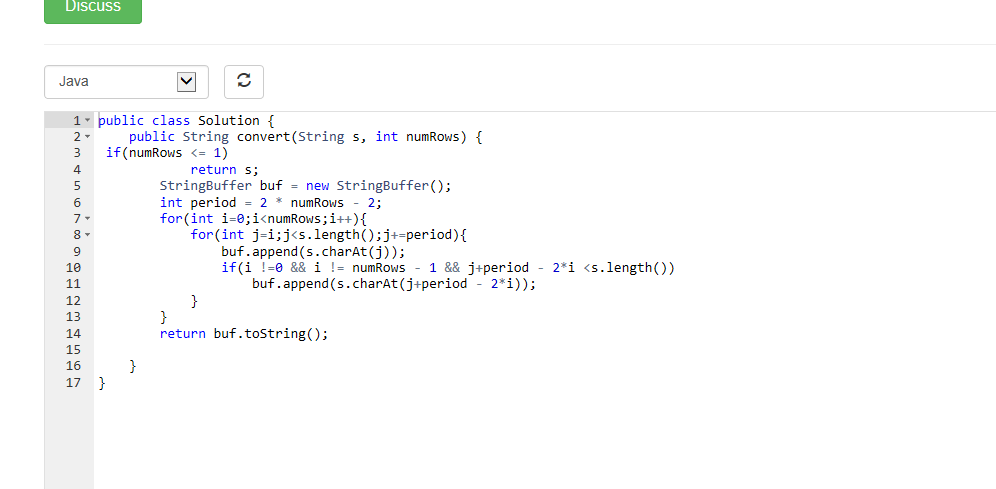 Discuss
Java
1 public class Solution {
2 public String convert(String s, int numRows) {
3 if(numRows <= 1)
4 return s;
5 StringBuffer buf = new StringBuffer();
6 int period = 2 * numRows - 2;
7 for(int i=0;i<numRows;i++){
8 for(int j=i;j<s.length();j+=period){
9 buf.append(s.charAt(j));
10 if(i !=0 && i != numRows - 1 && j+period - 2*i <s.length())
11 buf.append(s.charAt(j+period - 2*i));
12 }
13 }
14 return buf.toString();
15
16 }
17 }